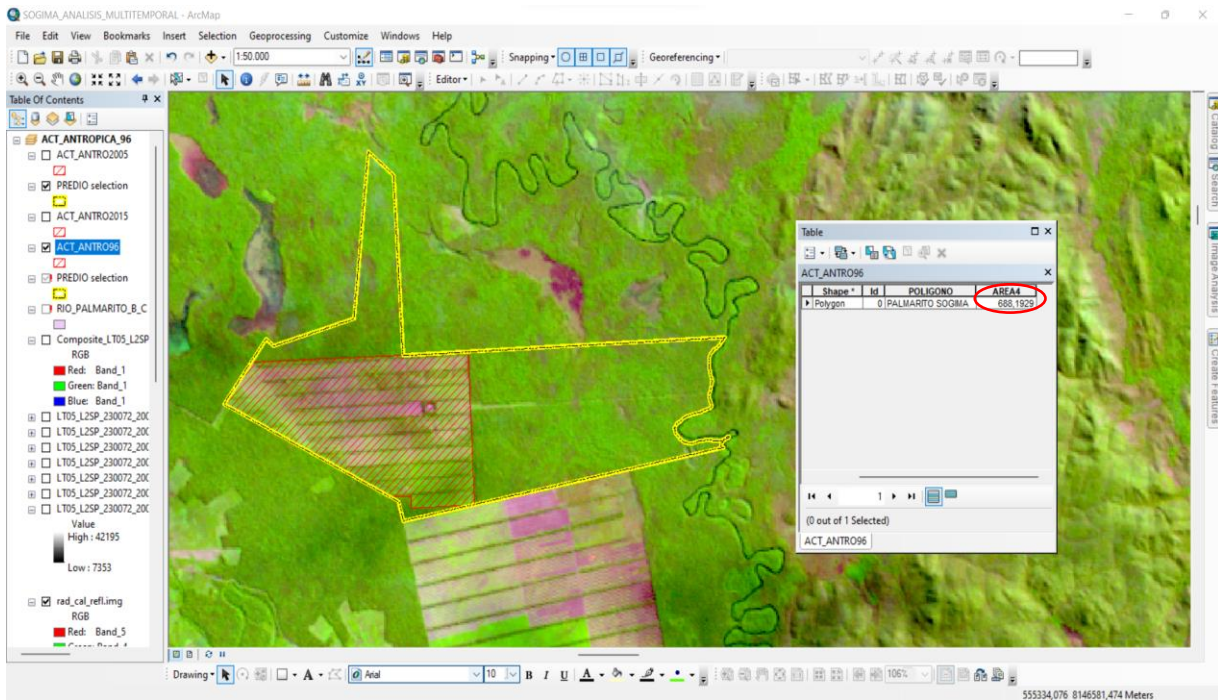 SOGIMA_ANALISIS_MULTITEMPORAL - ArcMap
File Edit View Bookmarks Insert Selection Geoprocessing Customize Windows Help
1:50.000 Snapping Georeferencing
Editor
Table Of Contents
ACT_ANTROPICA_96
ACT_ANTRO2005
PREDIO selection
ACT_ANTRO2015
ACT_ANTRO96
PREDIO selection
RIO_PALMARITO_B_C
Composite_LT05_L2SP
RGB
Red: Band_1
Green: Band_1
Blue: Band_1
LT05_L2SP_230072_200
LT05_L2SP_230072_200
LT05_L2SP_230072_200
LT05_L2SP_230072_200
LT05_L2SP_230072_200
LT05_L2SP_230072_200
LT05_L2SP_230072_200
Value
High : 42195
Low : 7353
rad_cal_refl.img
RGB
Red: Band_5
Green: Band_4
Table
ACT_ANTRO96
Shape * Id POLIGONO AREA4
Polygon 0 PALMARITO SOGIMA 688,1929
1
(0 out of 1 Selected)
ACT_ANTRO96
Catalog
Search
Image Analysis
Create Features
Drawing A Arial 10 B I U A 106%
555334,076 8146581,474 Meters